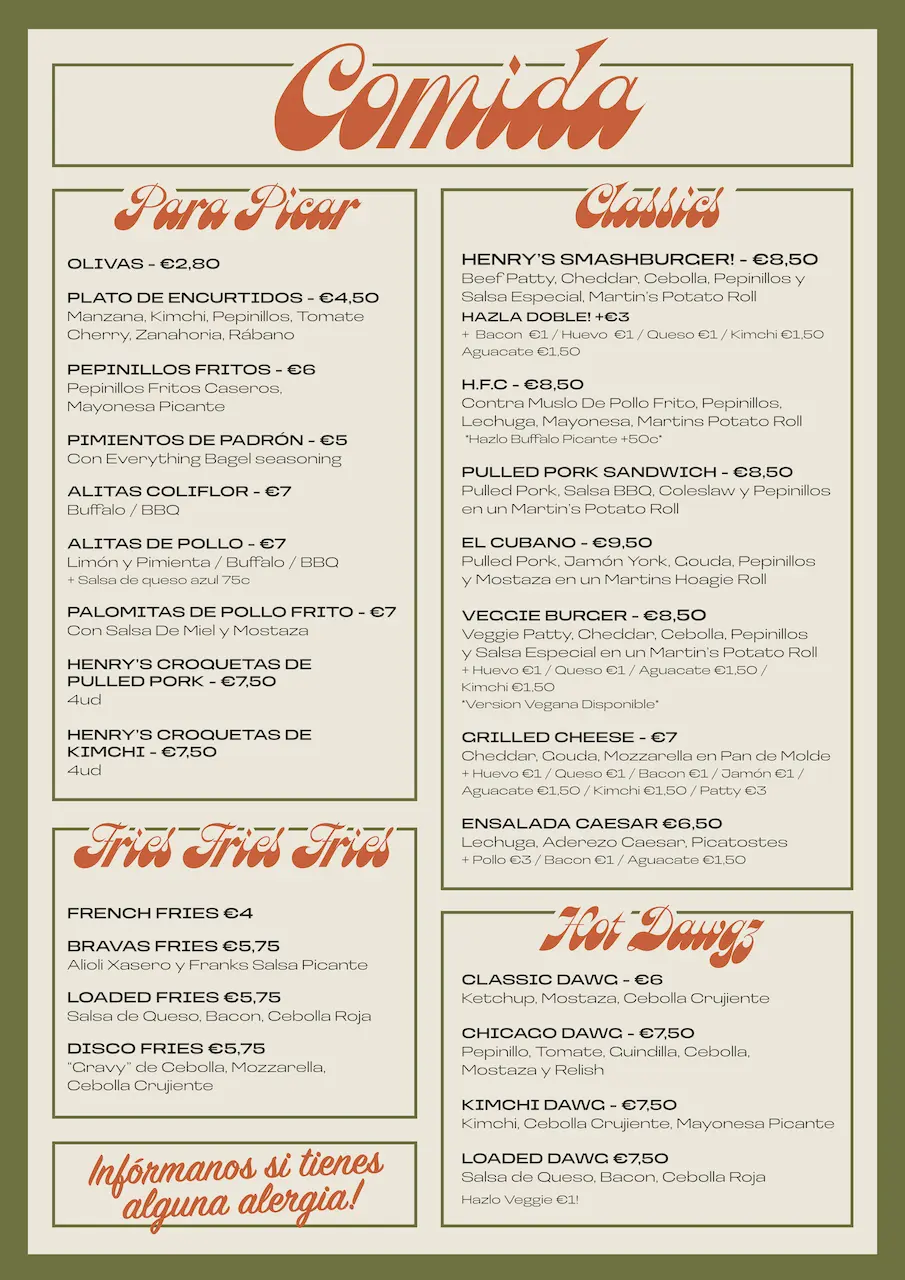 Comida
Para Picar
OLIVAS - €2,80
PLATO DE ENCURTIDOS - €4,50
Manzana, Kimchi, Pepinillos, Tomate
Cherry, Zanahoria, Rábano
PEPINILLOS FRITOS - €6
Pepinillos Fritos Caseros,
Mayonesa Picante
PIMIENTOS DE PADRÓN - €5
Con Everything Bagel seasoning
ALITAS COLIFLOR - €7
Buffalo / BBQ
ALITAS DE POLLO - €7
Limón y Pimienta / Buffalo / BBQ
+ Salsa de queso azul 75c
PALOMITAS DE POLLO FRITO - €7
Con Salsa De Miel y Mostaza
HENRY'S CROQUETAS DE
PULLED PORK - €7,50
4ud
HENRY'S CROQUETAS DE
KIMCHI - €7,50
4ud
Fries Fries Fries
FRENCH FRIES €4
BRAVAS FRIES €5,75
Alioli Xasero y Franks Salsa Picante
LOADED FRIES €5,75
Salsa de Queso, Bacon, Cebolla Roja
DISCO FRIES €5,75
"Gravy" de Cebolla, Mozzarella,
Cebolla Crujiente
Infórmanos si tienes
alguna alergia!
Classics
HENRY'S SMASHBURGER! - €8,50
Beef Patty, Cheddar, Cebolla, Pepinillos y
Salsa Especial, Martin's Potato Roll
HAZLA DOBLE! +€3
+ Bacon €1 / Huevo €1 / Queso €1 / Kimchi €1,50
Aguacate €1,50
H.F.C - €8,50
Contra Muslo De Pollo Frito, Pepinillos,
Lechuga, Mayonesa, Martins Potato Roll
*Hazlo Buffalo Picante +50c*
PULLED PORK SANDWICH - €8,50
Pulled Pork, Salsa BBQ, Coleslaw y Pepinillos
en un Martin's Potato Roll
EL CUBANO - €9,50
Pulled Pork, Jamón York, Gouda, Pepinillos
y Mostaza en un Martins Hoagie Roll
VEGGIE BURGER - €8,50
Veggie Patty, Cheddar, Cebolla, Pepinillos
y Salsa Especial en un Martin's Potato Roll
+ Huevo €1 / Queso €1 / Aguacate €1,50 /
Kimchi €1,50
*Version Vegana Disponible*
GRILLED CHEESE - €7
Cheddar, Gouda, Mozzarella en Pan de Molde
+ Huevo €1 / Queso €1 / Bacon €1 / Jamón €1 /
Aguacate €1,50 / Kimchi €1,50 / Patty €3
ENSALADA CAESAR €6,50
Lechuga, Aderezo Caesar, Picatostes
+ Pollo €3 / Bacon €1 / Aguacate €1,50
Hot Dawgz
CLASSIC DAWG - €6
Ketchup, Mostaza, Cebolla Crujiente
CHICAGO DAWG - €7,50
Pepinillo, Tomate, Guindilla, Cebolla,
Mostaza y Relish
KIMCHI DAWG - €7,50
Kimchi, Cebolla Crujiente, Mayonesa Picante
LOADED DAWG €7,50
Salsa de Queso, Bacon, Cebolla Roja
Hazlo Veggie €1!